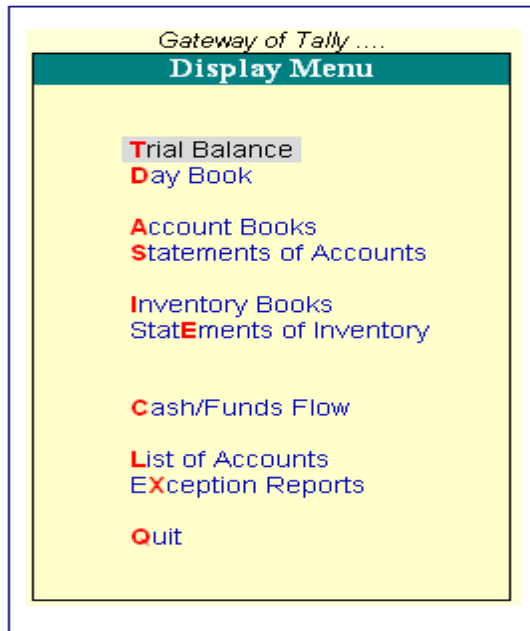 Gateway of Tally ....
Display Menu
Trial Balance
Day Book
Account Books
Statements of Accounts
Inventory Books
StatEments of Inventory
Cash/Funds Flow
List of Accounts
EXception Reports
Quit